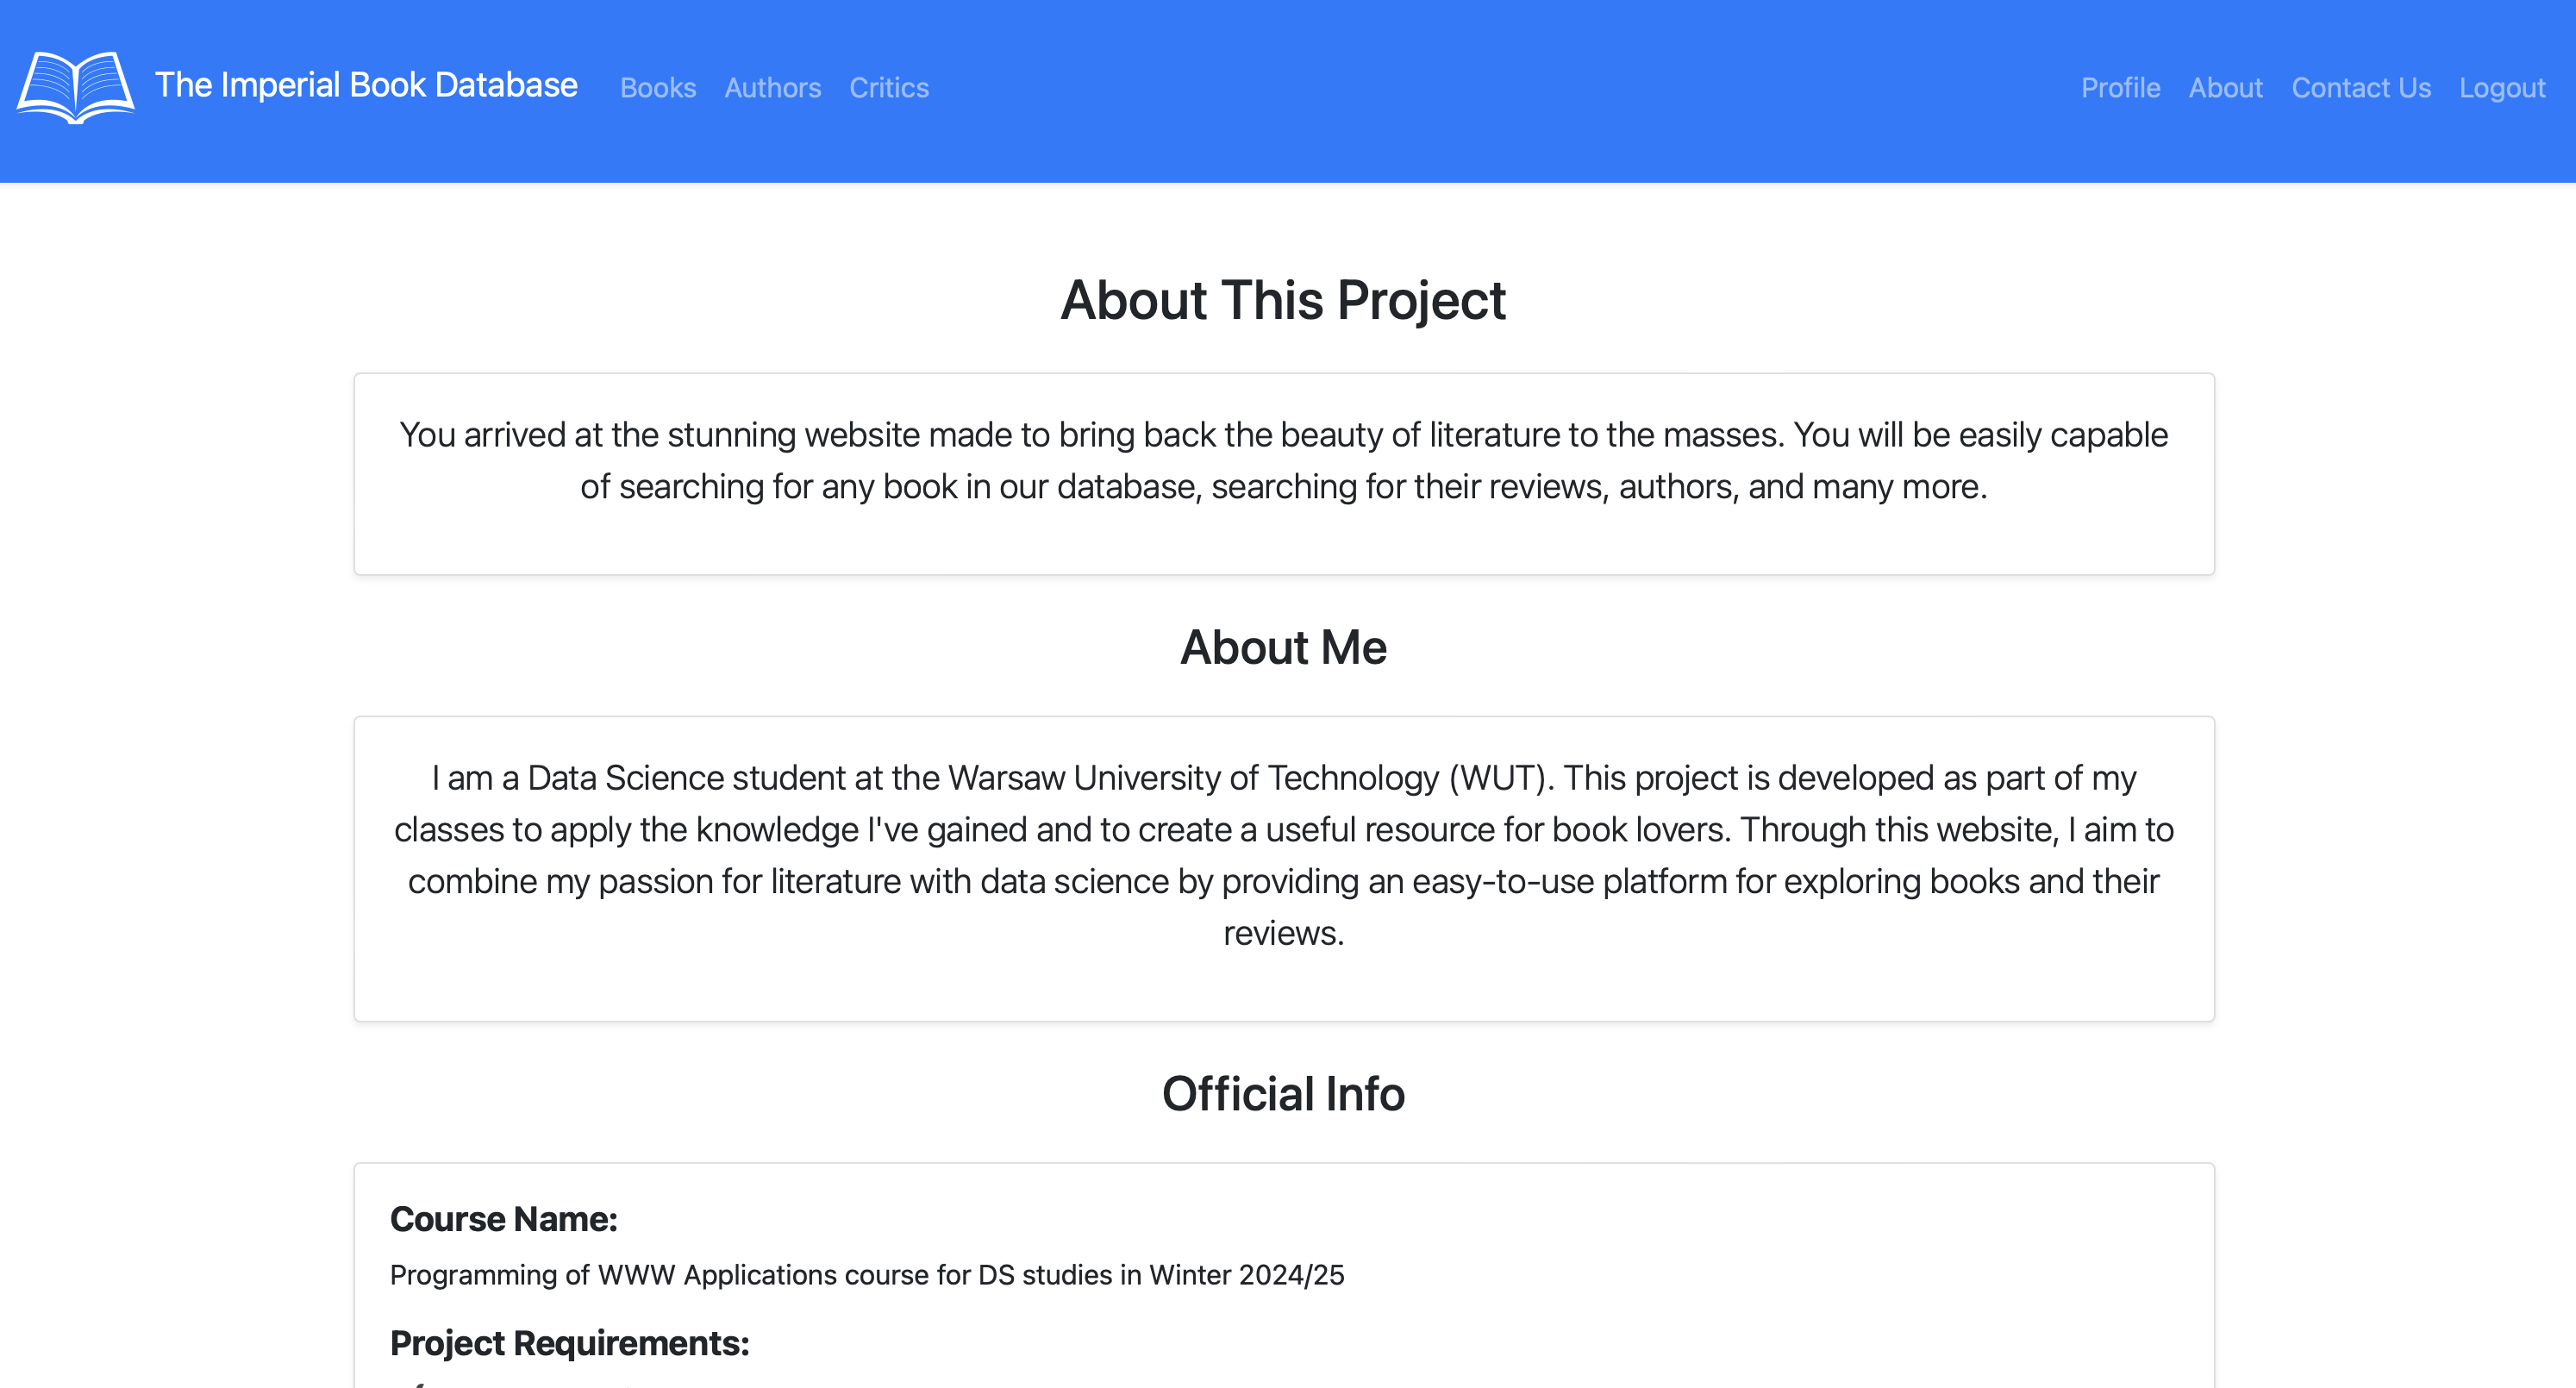 The Imperial Book Database Books Authors Critics Profile About Contact Us Logout
About This Project
You arrived at the stunning website made to bring back the beauty of literature to the masses. You will be easily capable
of searching for any book in our database, searching for their reviews, authors, and many more.
About Me
I am a Data Science student at the Warsaw University of Technology (WUT). This project is developed as part of my
classes to apply the knowledge I've gained and to create a useful resource for book lovers. Through this website, I aim to
combine my passion for literature with data science by providing an easy-to-use platform for exploring books and their
reviews.
Official Info
Course Name:
Programming of WWW Applications course for DS studies in Winter 2024/25
Project Requirements: